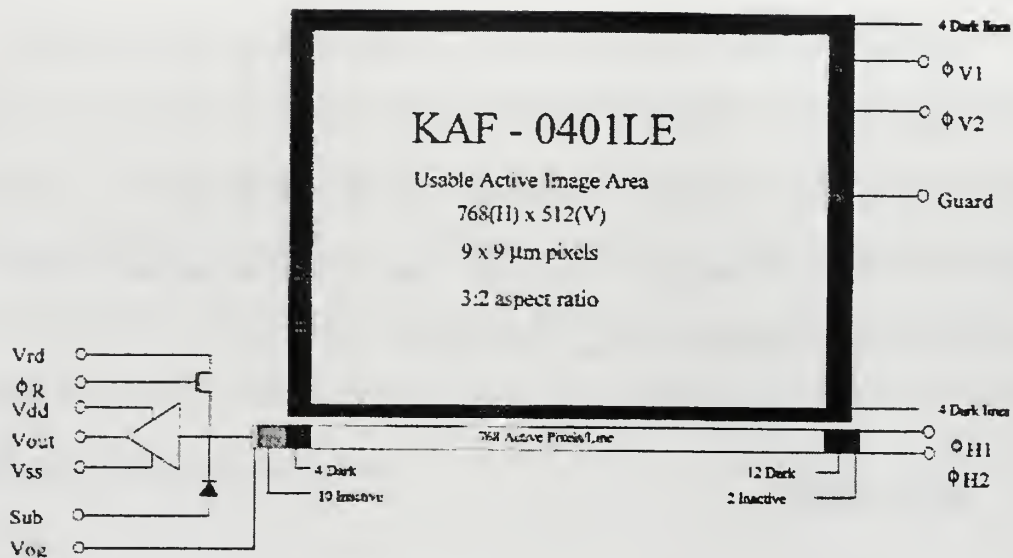 4 Dark lines
ϕV1
ϕV2
Guard
KAF - 0401LE
Usable Active Image Area
768(H) x 512(V)
9 x 9 μm pixels
3:2 aspect ratio
Vrd
ϕR
Vdd
Vout
Vss
Sub
Vog
4 Dark lines
768 Active Pixels/Line
ϕH1
ϕH2
4 Dark
10 Inactive
12 Dark
2 Inactive